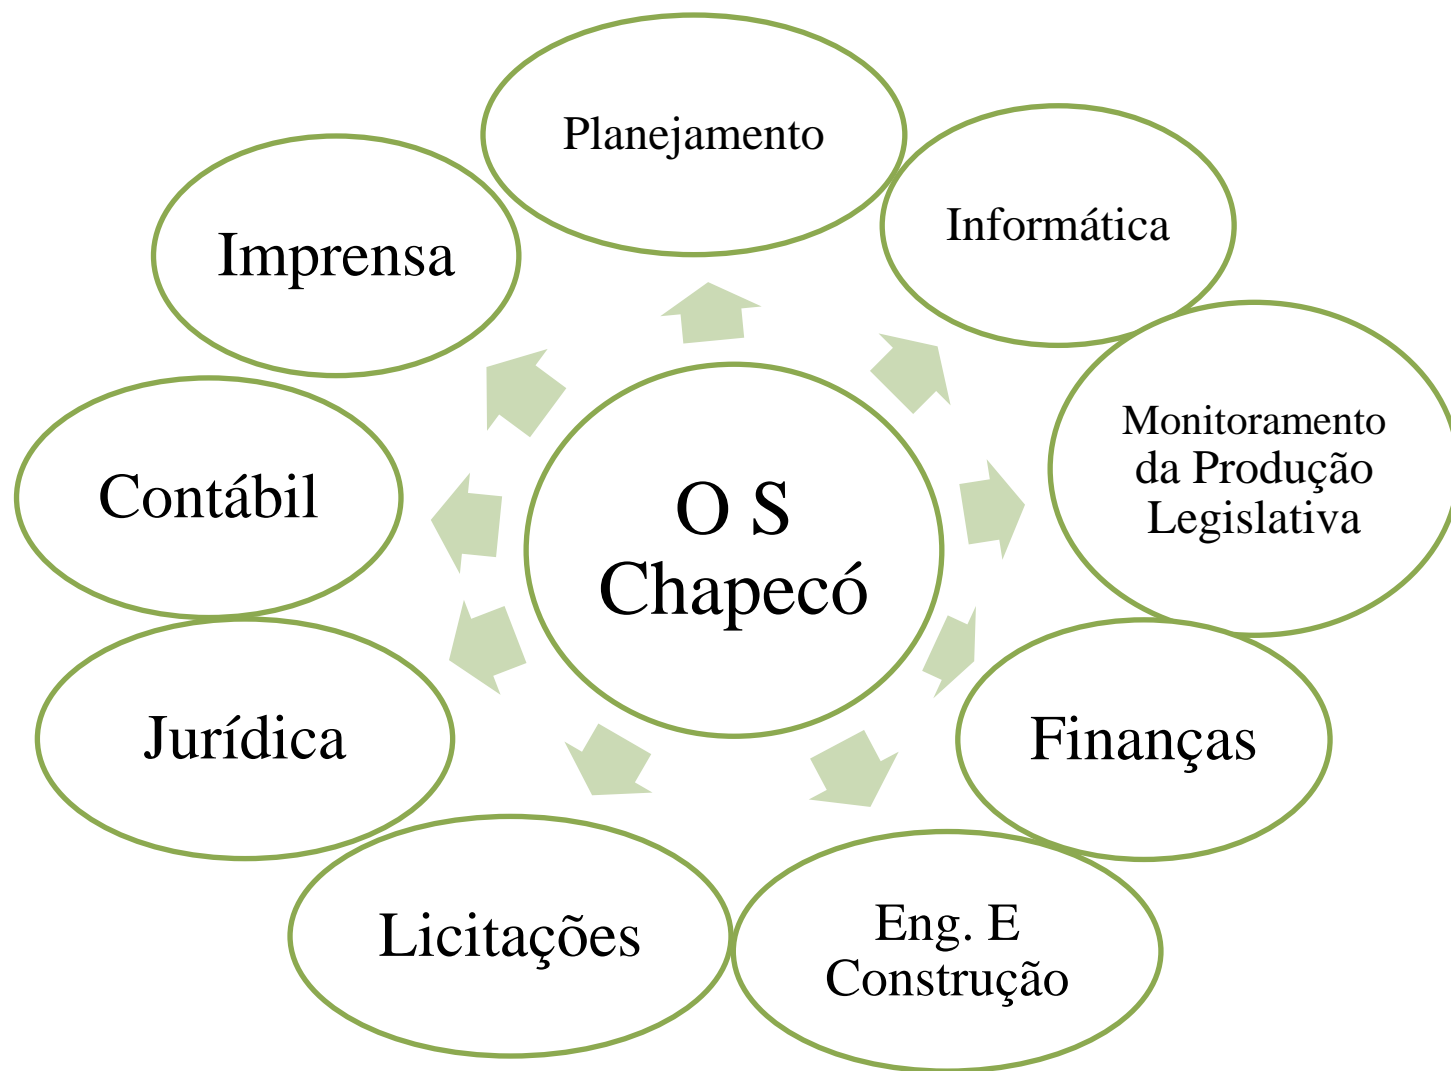 Planejamento
Informática
Imprensa
Monitoramento
da Produção
Legislativa
Contábil
O S
Chapecó
Jurídica
Finanças
Licitações
Eng. E
Construção